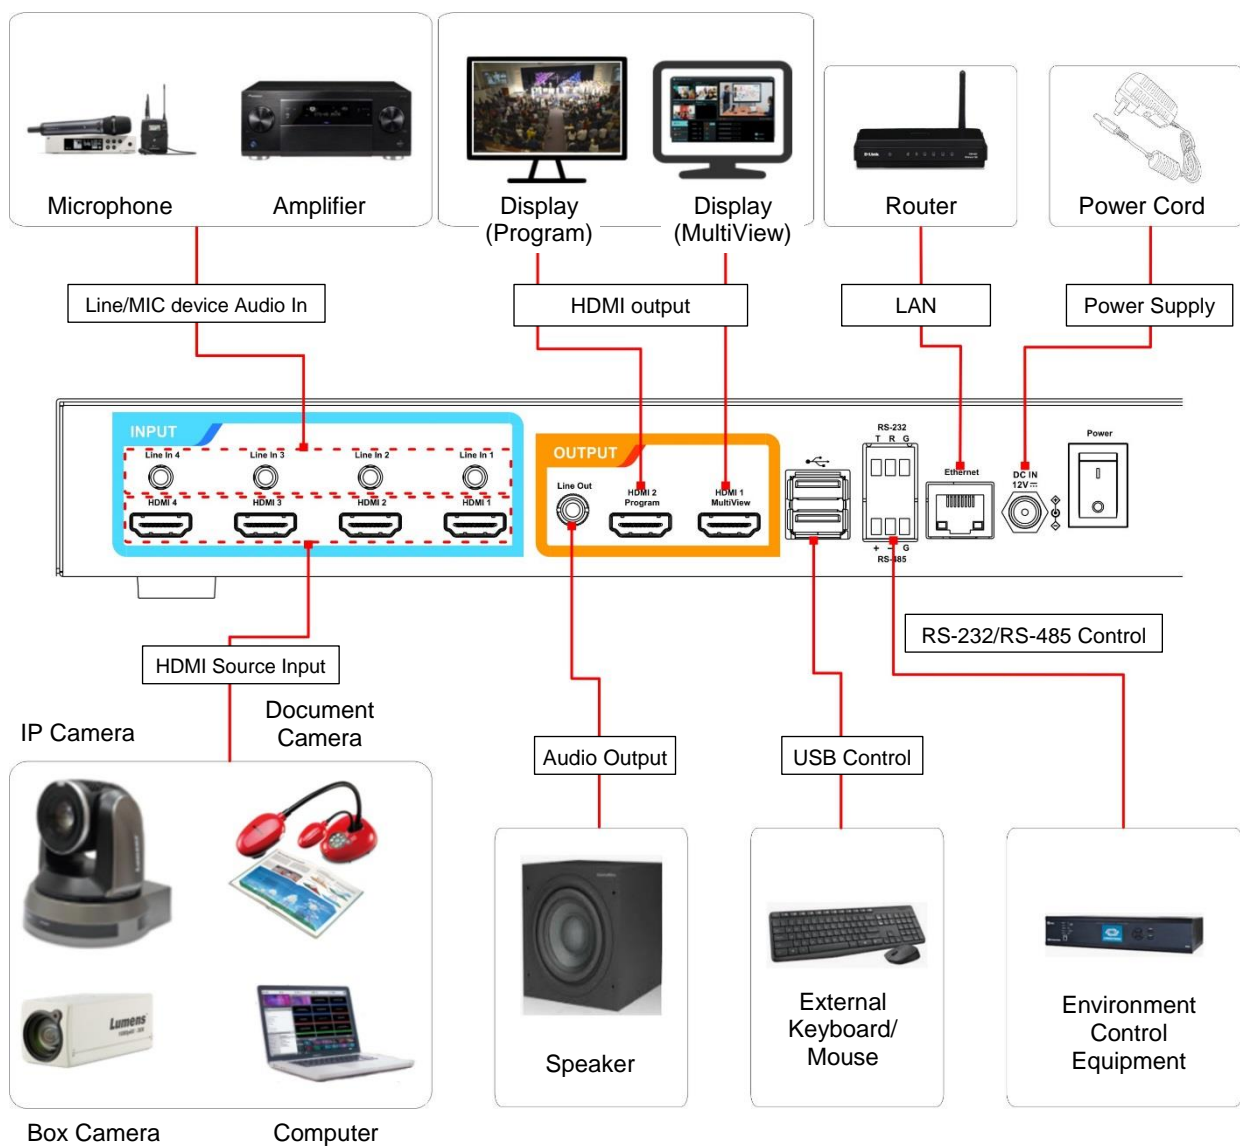 Microphone
Amplifier
Display
(Program)
Display
(MultiView)
Router
Power Cord
D-Link
Line/MIC device Audio In
HDMI output
LAN
Power Supply
INPUT
Line In 4
Line In 3
Line In 2
Line In 1
HDMI 4
HDMI 3
HDMI 2
HDMI 1
OUTPUT
Line Out
HDMI 2
Program
HDMI 1
MultiView
RS-232
T R G
+ – G
RS-485
Ethernet
DC IN
12V
Power
HDMI Source Input
RS-232/RS-485 Control
IP Camera
Document
Camera
Audio Output
USB Control
Lumens
Lumens
Box Camera
Computer
Speaker
External
Keyboard/
Mouse
Environment
Control
Equipment